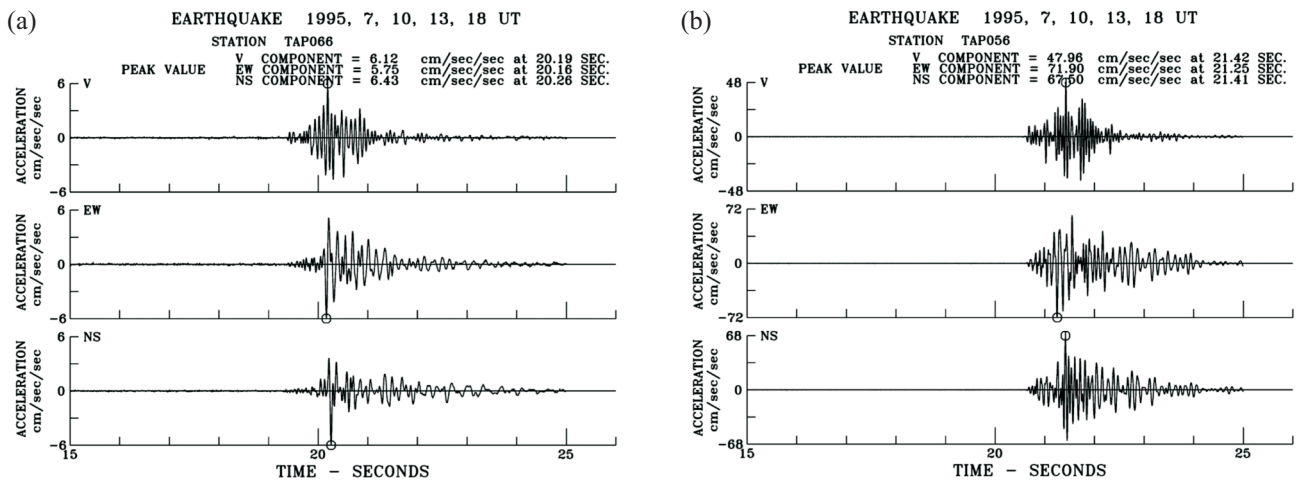 (a)
EARTHQUAKE 1995, 7, 10, 13, 18 UT
STATION TAP066
V COMPONENT = 6.12 cm/sec/sec at 20.19 SEC.
PEAK VALUE EW COMPONENT = 5.75 cm/sec/sec at 20.16 SEC.
NS COMPONENT = 6.43 cm/sec/sec at 20.26 SEC.
ACCELERATION
cm/sec/sec
6
0
-6
V
ACCELERATION
cm/sec/sec
6
0
-6
EW
ACCELERATION
cm/sec/sec
6
0
-6
NS
15 20 25
TIME - SECONDS
(b)
EARTHQUAKE 1995, 7, 10, 13, 18 UT
STATION TAP056
V COMPONENT = 47.96 cm/sec/sec at 21.42 SEC.
PEAK VALUE EW COMPONENT = 71.90 cm/sec/sec at 21.25 SEC.
NS COMPONENT = 67.50 cm/sec/sec at 21.41 SEC.
ACCELERATION
cm/sec/sec
48
0
-48
V
ACCELERATION
cm/sec/sec
72
0
-72
EW
ACCELERATION
cm/sec/sec
68
0
-68
NS
15 20 25
TIME - SECONDS